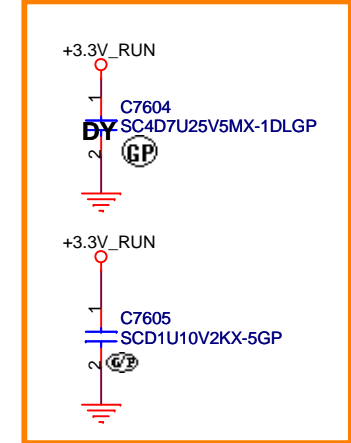 +3.3V_RUN
1
C7604
SC4D7U25V5MX-1DLGP
DY
2
GP
+3.3V_RUN
1
C7605
SCD1U10V2KX-5GP
2
G/P